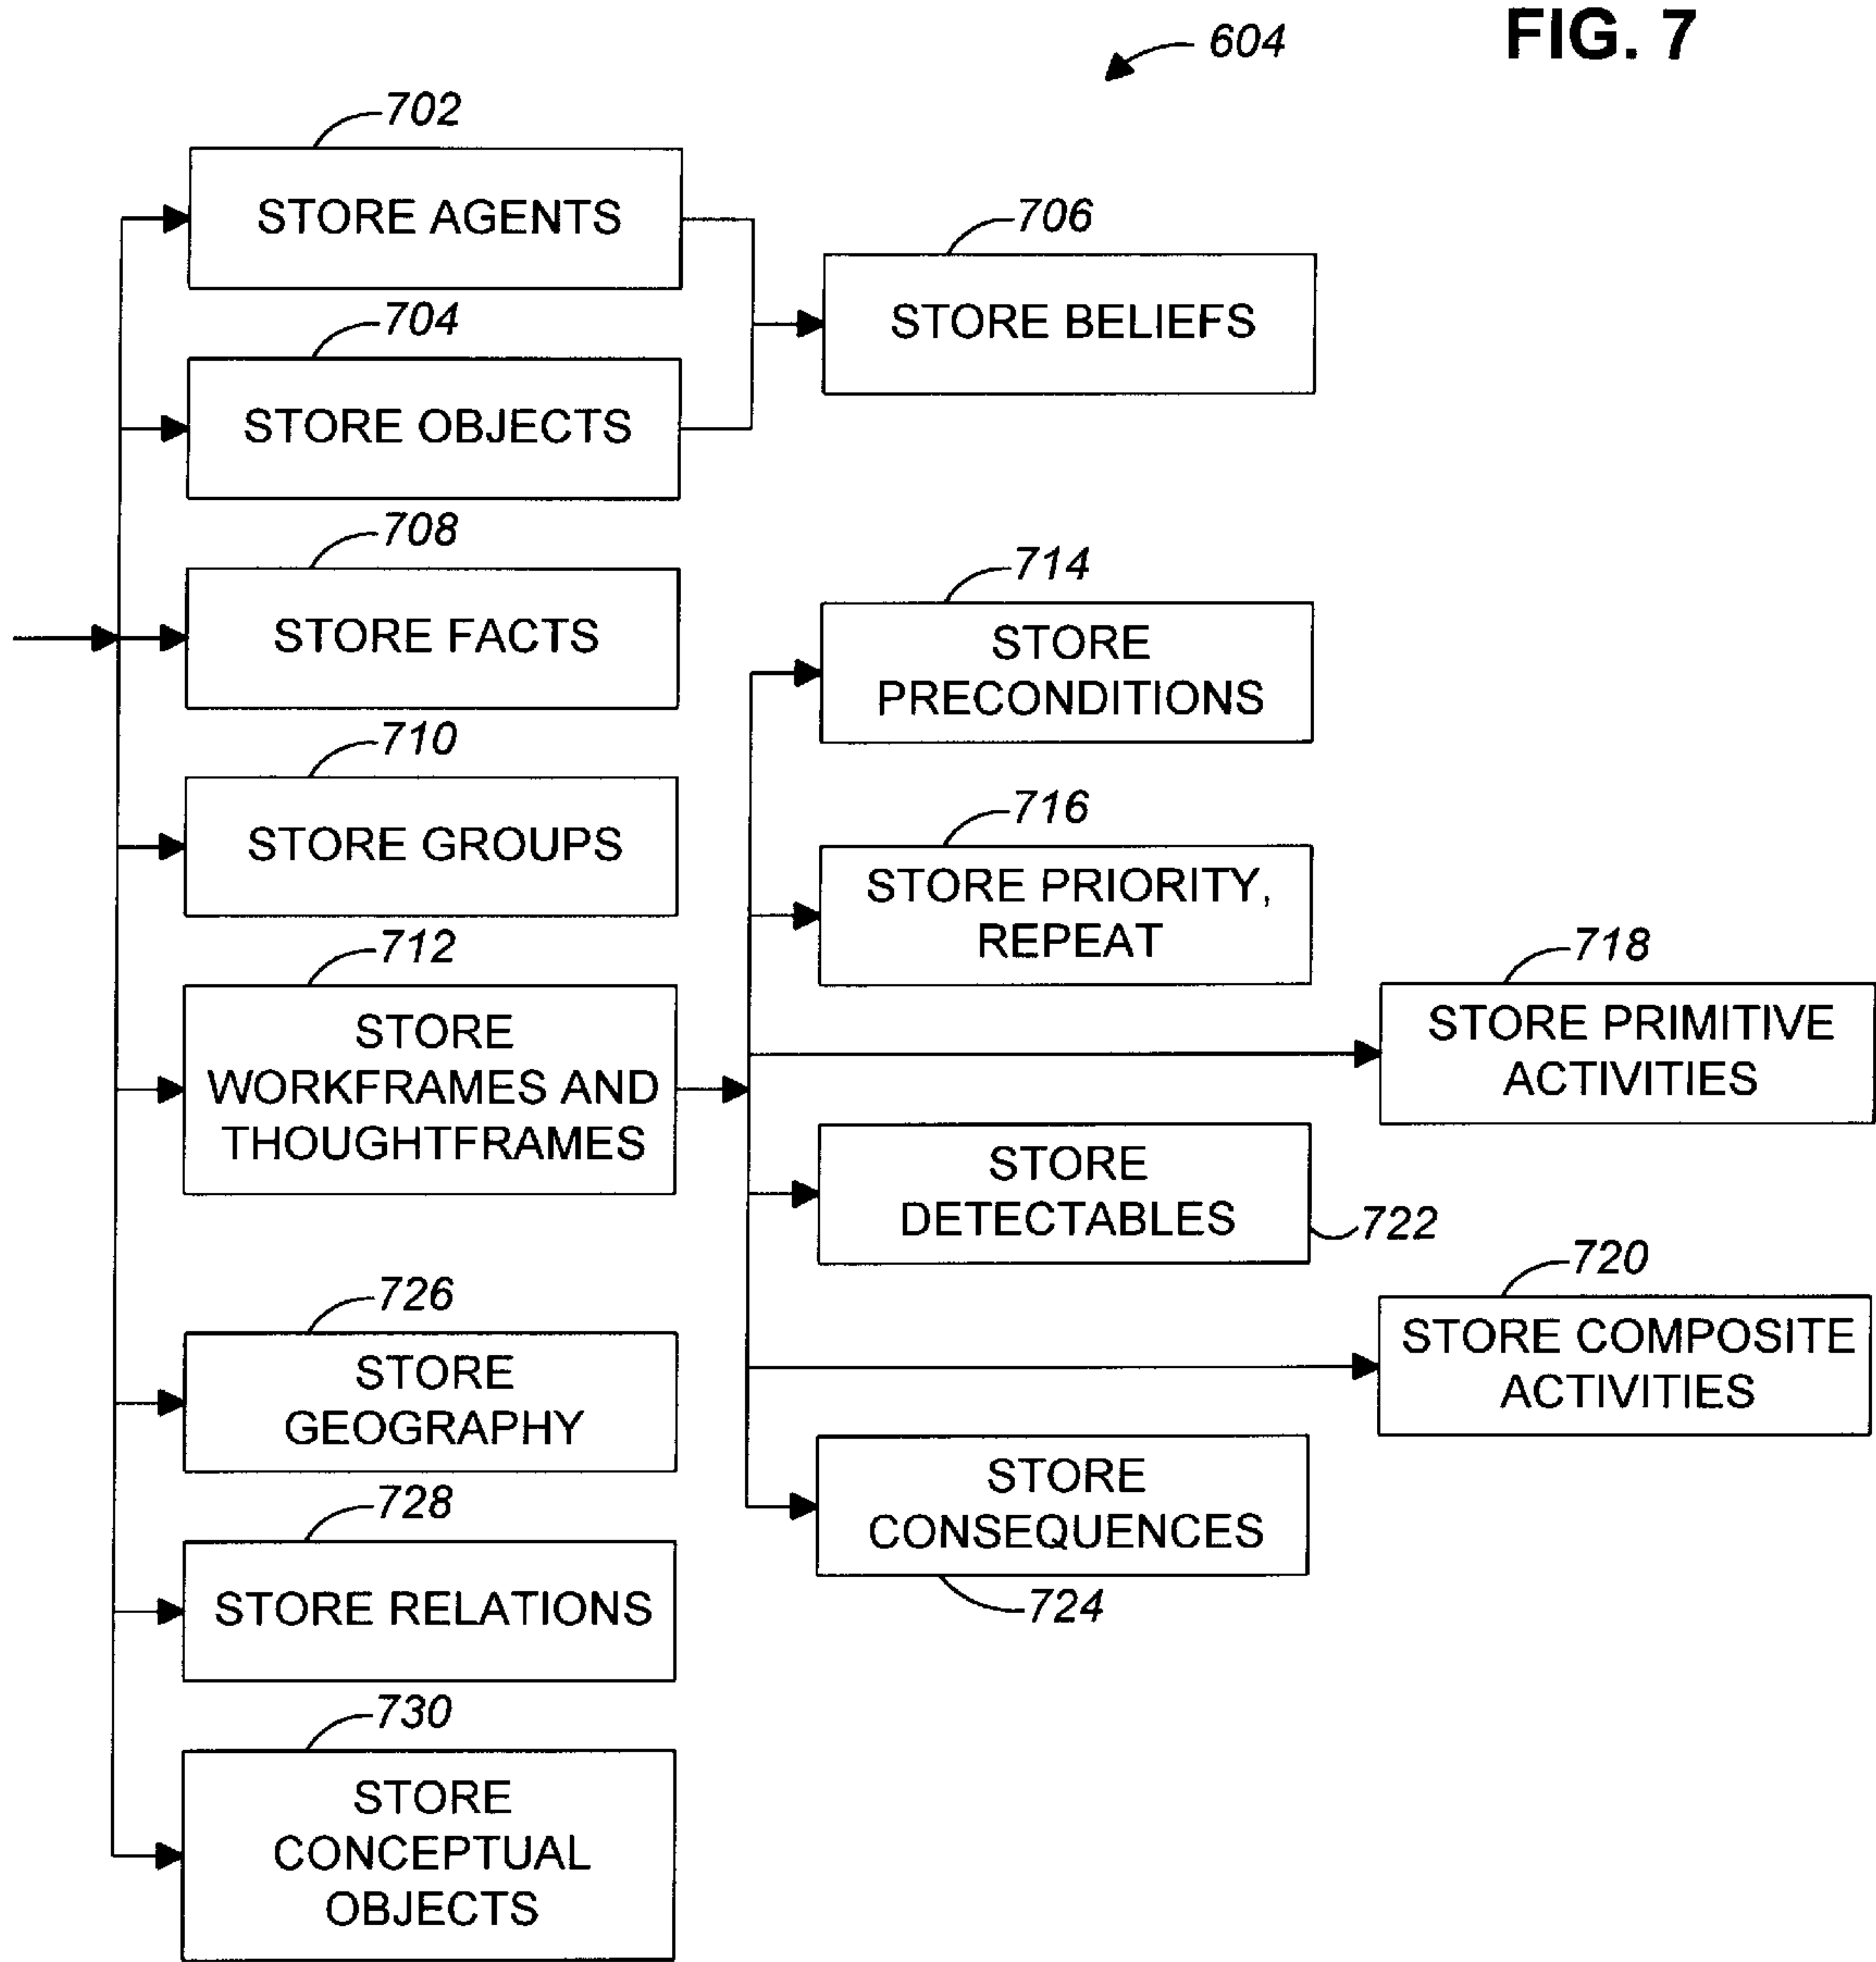 FIG. 7
604
702
STORE AGENTS
706
STORE BELIEFS
704
STORE OBJECTS
708
STORE FACTS
714
STORE
PRECONDITIONS
710
STORE GROUPS
716
STORE PRIORITY,
REPEAT
712
STORE
WORKFRAMES AND
THOUGHTFRAMES
718
STORE PRIMITIVE
ACTIVITIES
STORE
DETECTABLES
722
720
STORE COMPOSITE
ACTIVITIES
726
STORE
GEOGRAPHY
STORE
CONSEQUENCES
724
728
STORE RELATIONS
730
STORE
CONCEPTUAL
OBJECTS